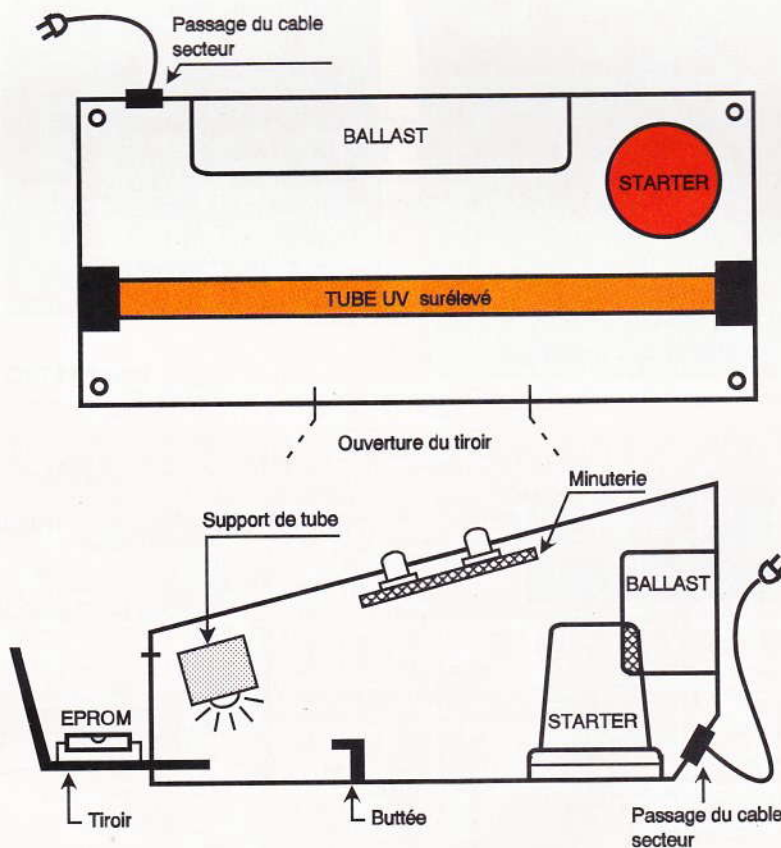 Passage du cable
secteur
BALLAST
STARTER
TUBE UV surélevé
Ouverture du tiroir
Minuterie
Support de tube
BALLAST
EPROM
STARTER
Tiroir
Buttée
Passage du cable
secteur